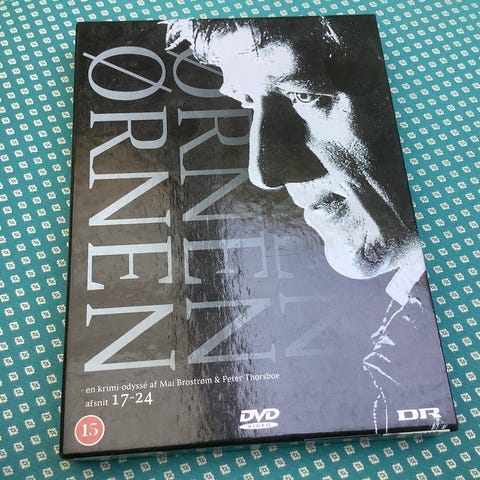 ØRNEN
ØRNEN
N
- en krimi-odyssé af Mai Brostrøm & Peter Thorsboe
afsnit 17-24
15
DVD
VIDEO
DR